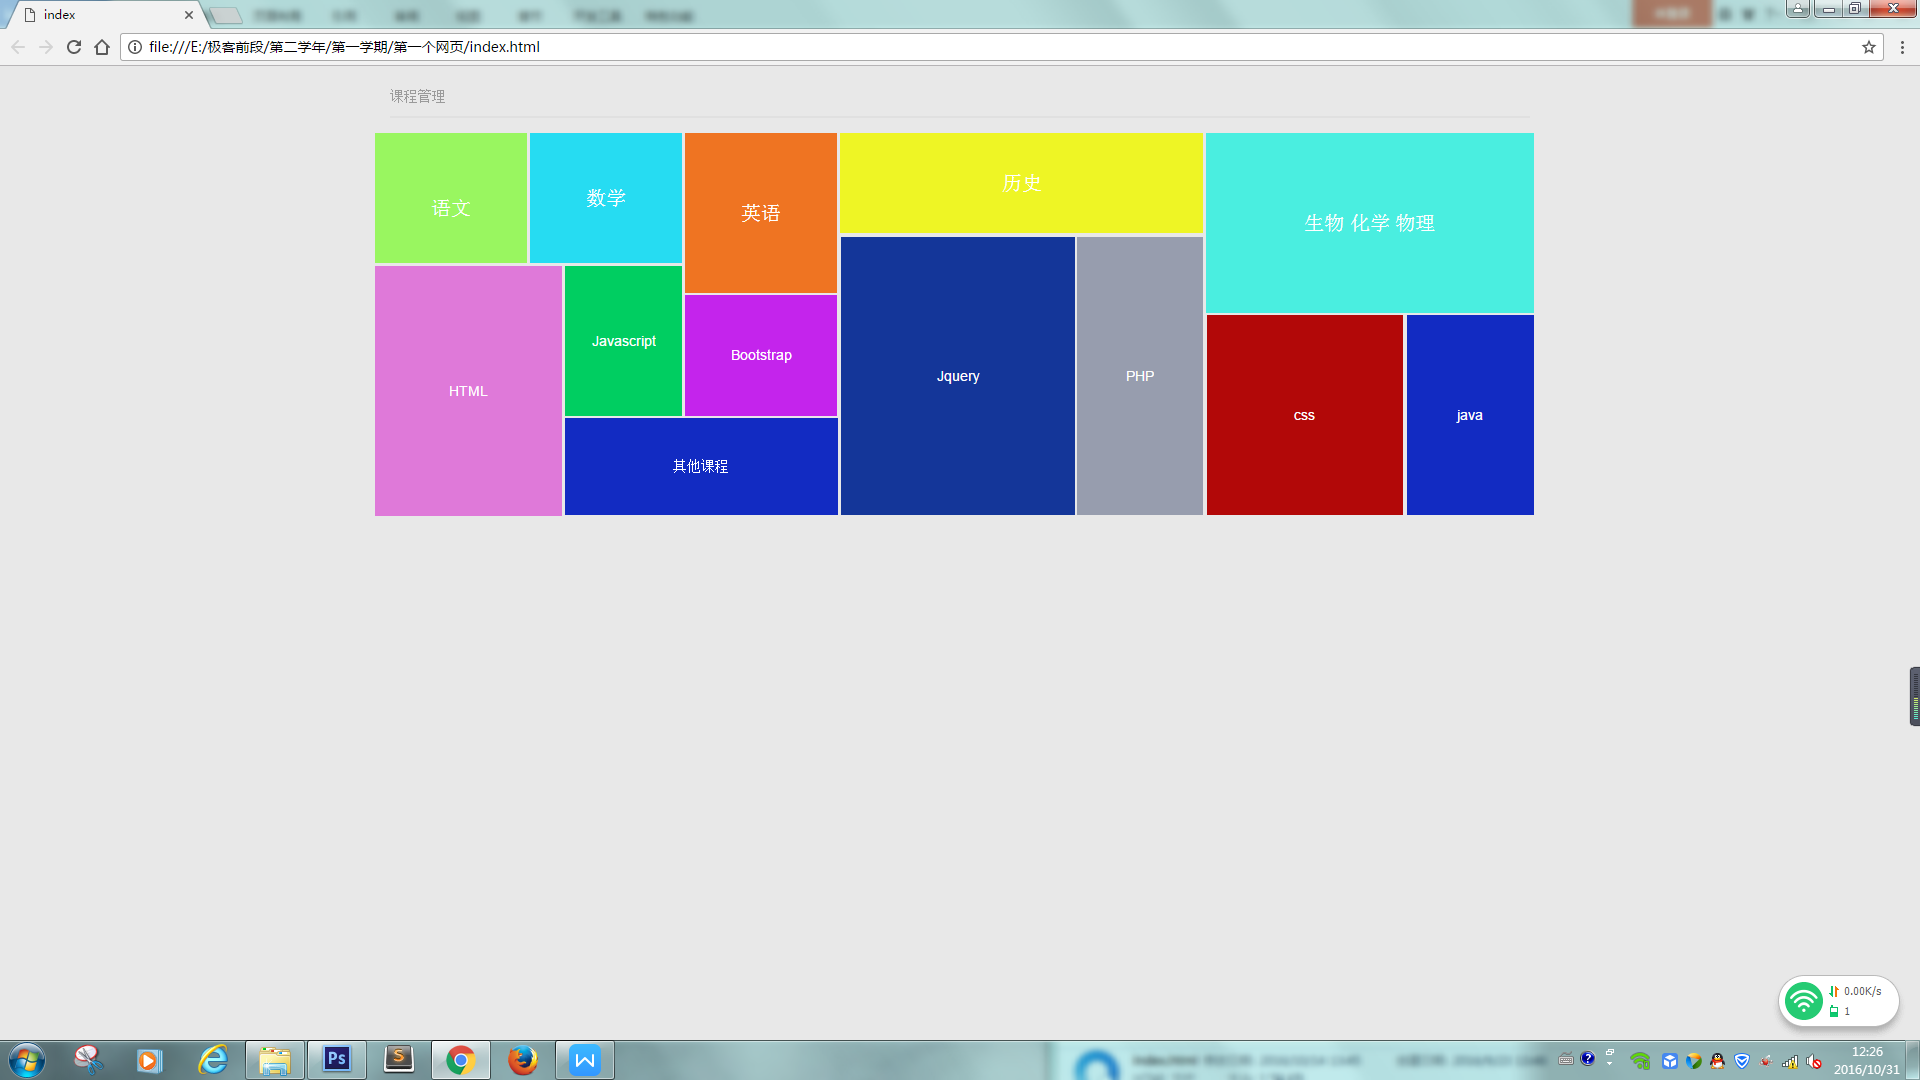 index
file:///E:/极客前段/第二学年/第一学期/第一个网页/index.html
课程管理
语文
数学
英语
历史
生物 化学 物理
HTML
Javascript
Bootstrap
Jquery
PHP
css
java
其他课程
0.00K/s
1
Ps
S
W
12:26
2016/10/31